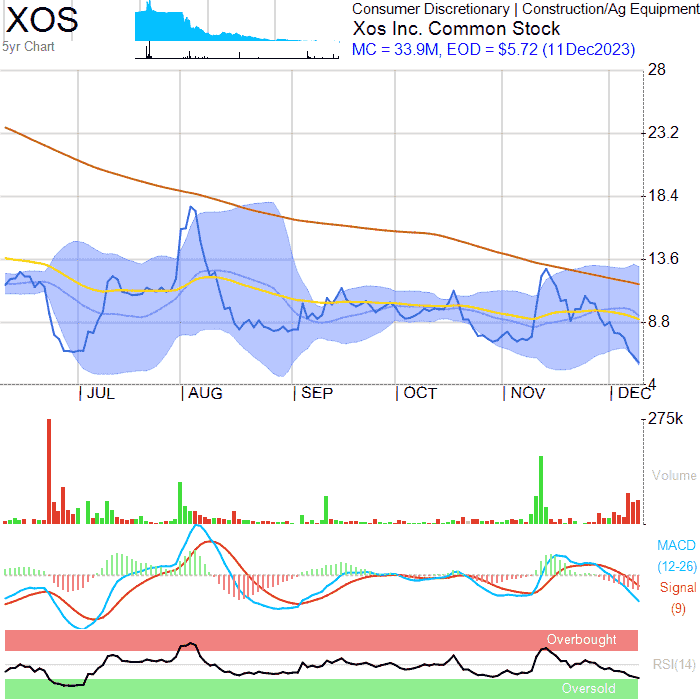 XOS
5yr Chart
Consumer Discretionary | Construction/Ag Equipment
Xos Inc. Common Stock
MC = 33.9M, EOD = $5.72 (11Dec2023)
28
23.2
18.4
13.6
8.8
4
JUL AUG SEP OCT NOV DEC
275k
Volume
MACD
(12-26)
Signal
(9)
Overbought
RSI(14)
Oversold